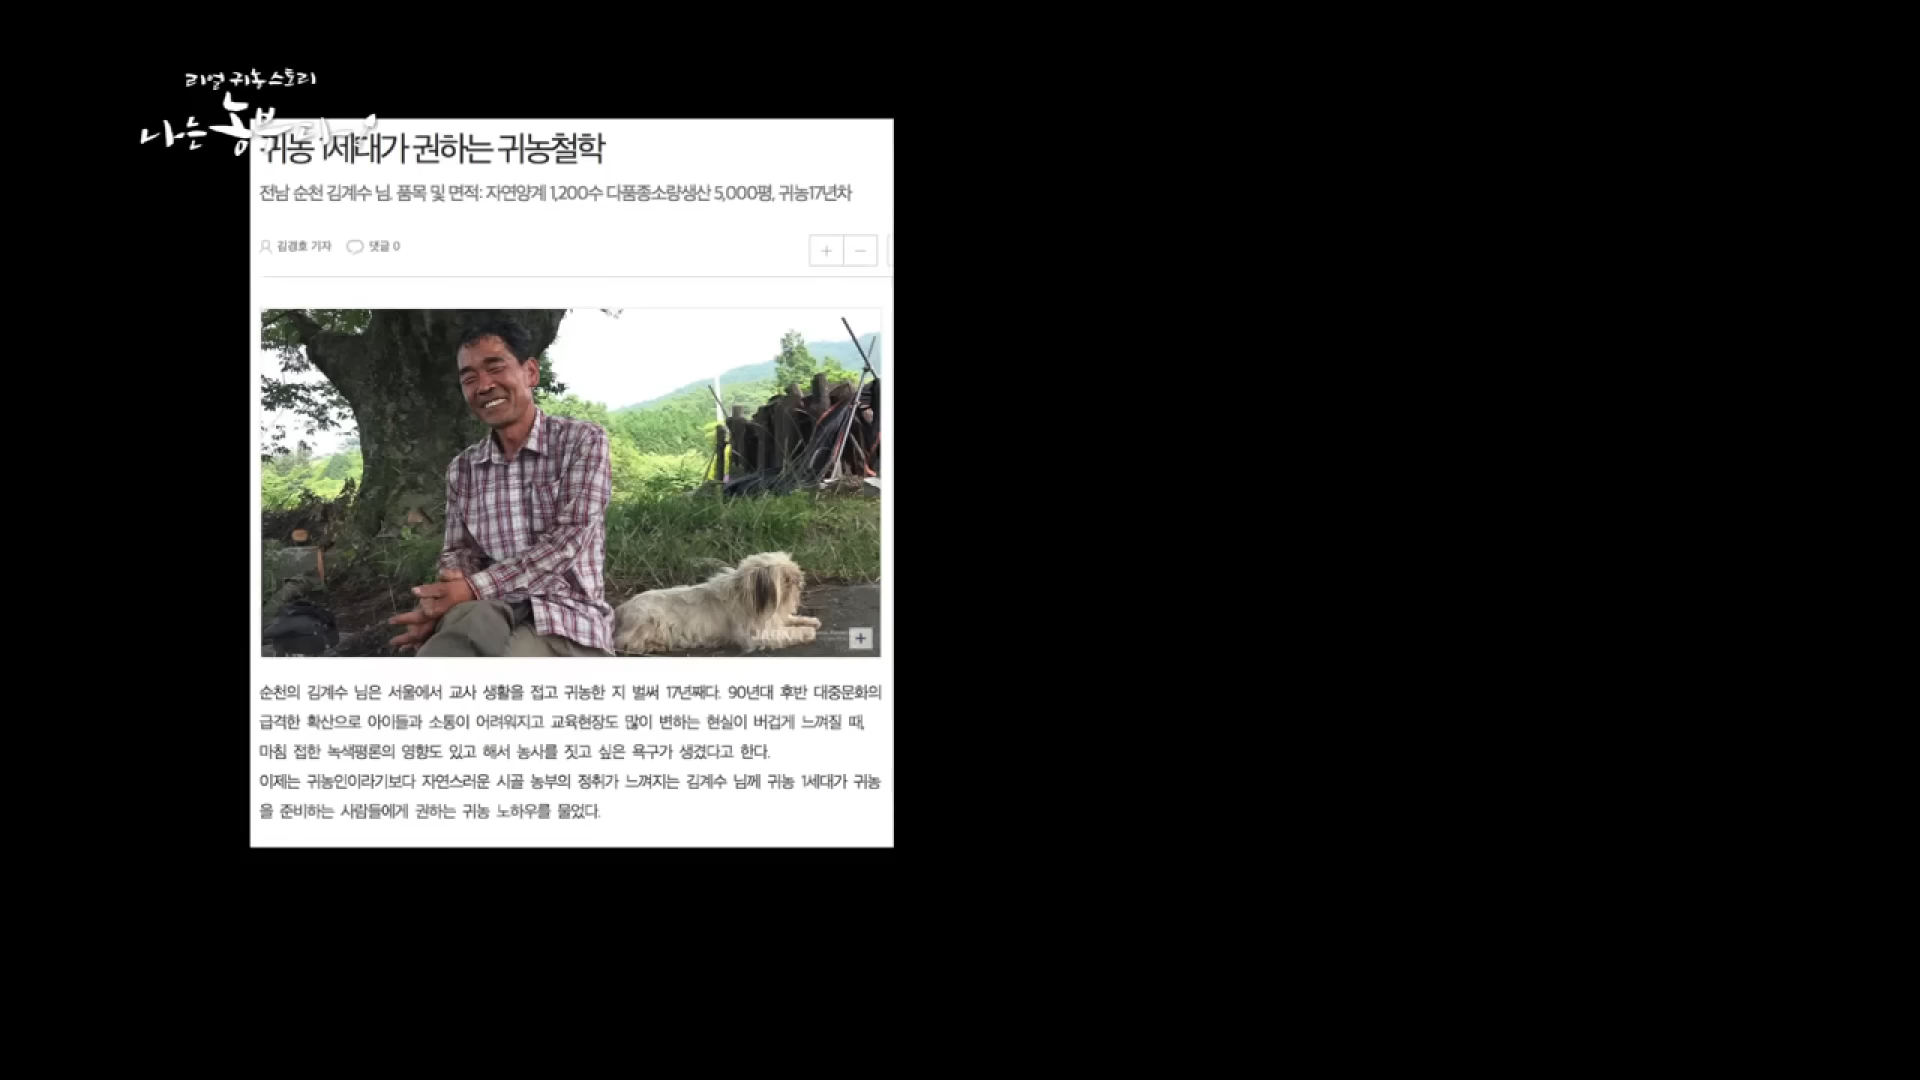 리얼 귀농스토리
나는 농부다
귀농 1세대가 권하는 귀농철학
전남 순천 김계수 님. 품목 및 면적: 자연양계 1,200수 다품종소량생산 5,000평, 귀농17년차
김경호 기자 댓글 0
순천의 김계수 님은 서울에서 교사 생활을 접고 귀농한 지 벌써 17년째다. 90년대 후반 대중문화의
급격한 확산으로 아이들과 소통이 어려워지고 교육현장도 많이 변하는 현실이 버겁게 느껴질 때,
마침 접한 녹색평론의 영향도 있고 해서 농사를 짓고 싶은 욕구가 생겼다고 한다.
이제는 귀농인이라기보다 자연스러운 시골 농부의 정취가 느껴지는 김계수 님께 귀농 1세대가 귀농
을 준비하는 사람들에게 권하는 귀농 노하우를 물었다.